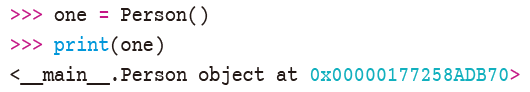 >>> one = Person()
>>> print(one)
<__main__.Person object at 0x00000177258ADB70>